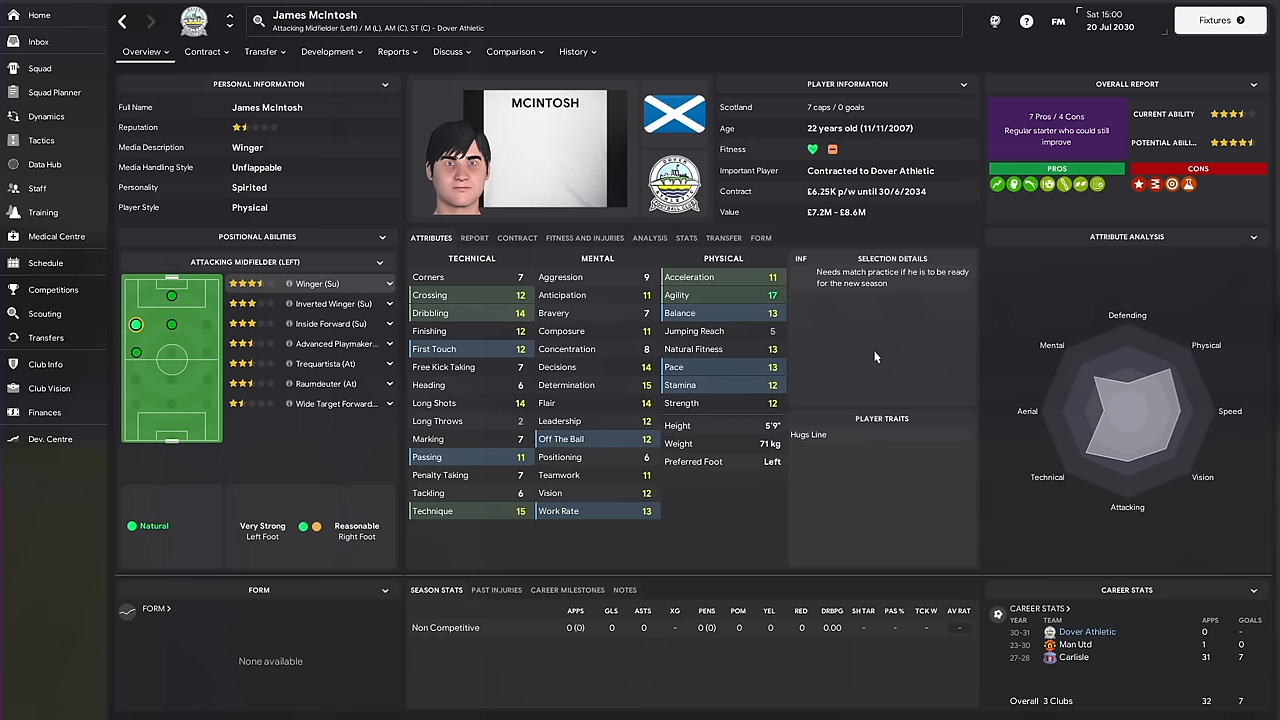 Home
Inbox
Squad
Squad Planner
Dynamics
Tactics
Data Hub
Staff
Training
Medical Centre
Schedule
Competitions
Scouting
Transfers
Club Info
Club Vision
Finances
Dev. Centre
James McIntosh
Attacking Midfielder (Left) / M (L), AM (C), ST (C) - Dover Athletic
FM
Sat 15:00
20 Jul 2030
Fixtures
Overview Contract Transfer Development Reports Discuss Comparison History
PERSONAL INFORMATION
Full Name James McIntosh
Reputation
Media Description Winger
Media Handling Style Unflappable
Personality Spirited
Player Style Physical
MCINTOSH
PLAYER INFORMATION
Scotland 7 caps / 0 goals
Age 22 years old (11/11/2007)
Fitness
Important Player Contracted to Dover Athletic
Contract £6.25K p/w until 30/6/2034
Value £7.2M - £8.6M
OVERALL REPORT
7 Pros / 4 Cons
Regular starter who could still
improve
CURRENT ABILITY
POTENTIAL ABILI...
PROS CONS
POSITIONAL ABILITIES
ATTACKING MIDFIELDER (LEFT)
Winger (Su)
Inverted Winger (Su)
Inside Forward (Su)
Advanced Playmaker...
Trequartista (At)
Raumdeuter (At)
Wide Target Forward...
Natural
Very Strong
Left Foot
Reasonable
Right Foot
ATTRIBUTES REPORT CONTRACT FITNESS AND INJURIES ANALYSIS STATS TRANSFER FORM
TECHNICAL
Corners 7
Crossing 12
Dribbling 14
Finishing 12
First Touch 12
Free Kick Taking 7
Heading 6
Long Shots 14
Long Throws 2
Marking 7
Passing 11
Penalty Taking 7
Tackling 6
Technique 15
MENTAL
Aggression 9
Anticipation 11
Bravery 7
Composure 11
Concentration 8
Decisions 14
Determination 15
Flair 14
Leadership 12
Off The Ball 12
Positioning 6
Teamwork 11
Vision 12
Work Rate 13
PHYSICAL
Acceleration 11
Agility 17
Balance 13
Jumping Reach 5
Natural Fitness 13
Pace 13
Stamina 12
Strength 12
Height 5'9"
Weight 71 kg
Preferred Foot Left
INF SELECTION DETAILS
Needs match practice if he is to be ready
for the new season
PLAYER TRAITS
Hugs Line
ATTRIBUTE ANALYSIS
Defending
Mental Physical
Aerial Speed
Technical Vision
Attacking
FORM
FORM
None available
SEASON STATS PAST INJURIES CAREER MILESTONES NOTES
APPS GLS ASTS XG PENS POM YEL RED DRBPG SH TAR PAS % TCK W AV RAT
Non Competitive 0 (0) 0 0 - 0 (0) 0 0 0 0.00 - - - -
CAREER STATS
CAREER STATS
YEAR TEAM APPS GOALS
30-31 Dover Athletic 0 -
23-30 Man Utd 1 0
27-28 Carlisle 31 7
Overall 3 Clubs 32 7